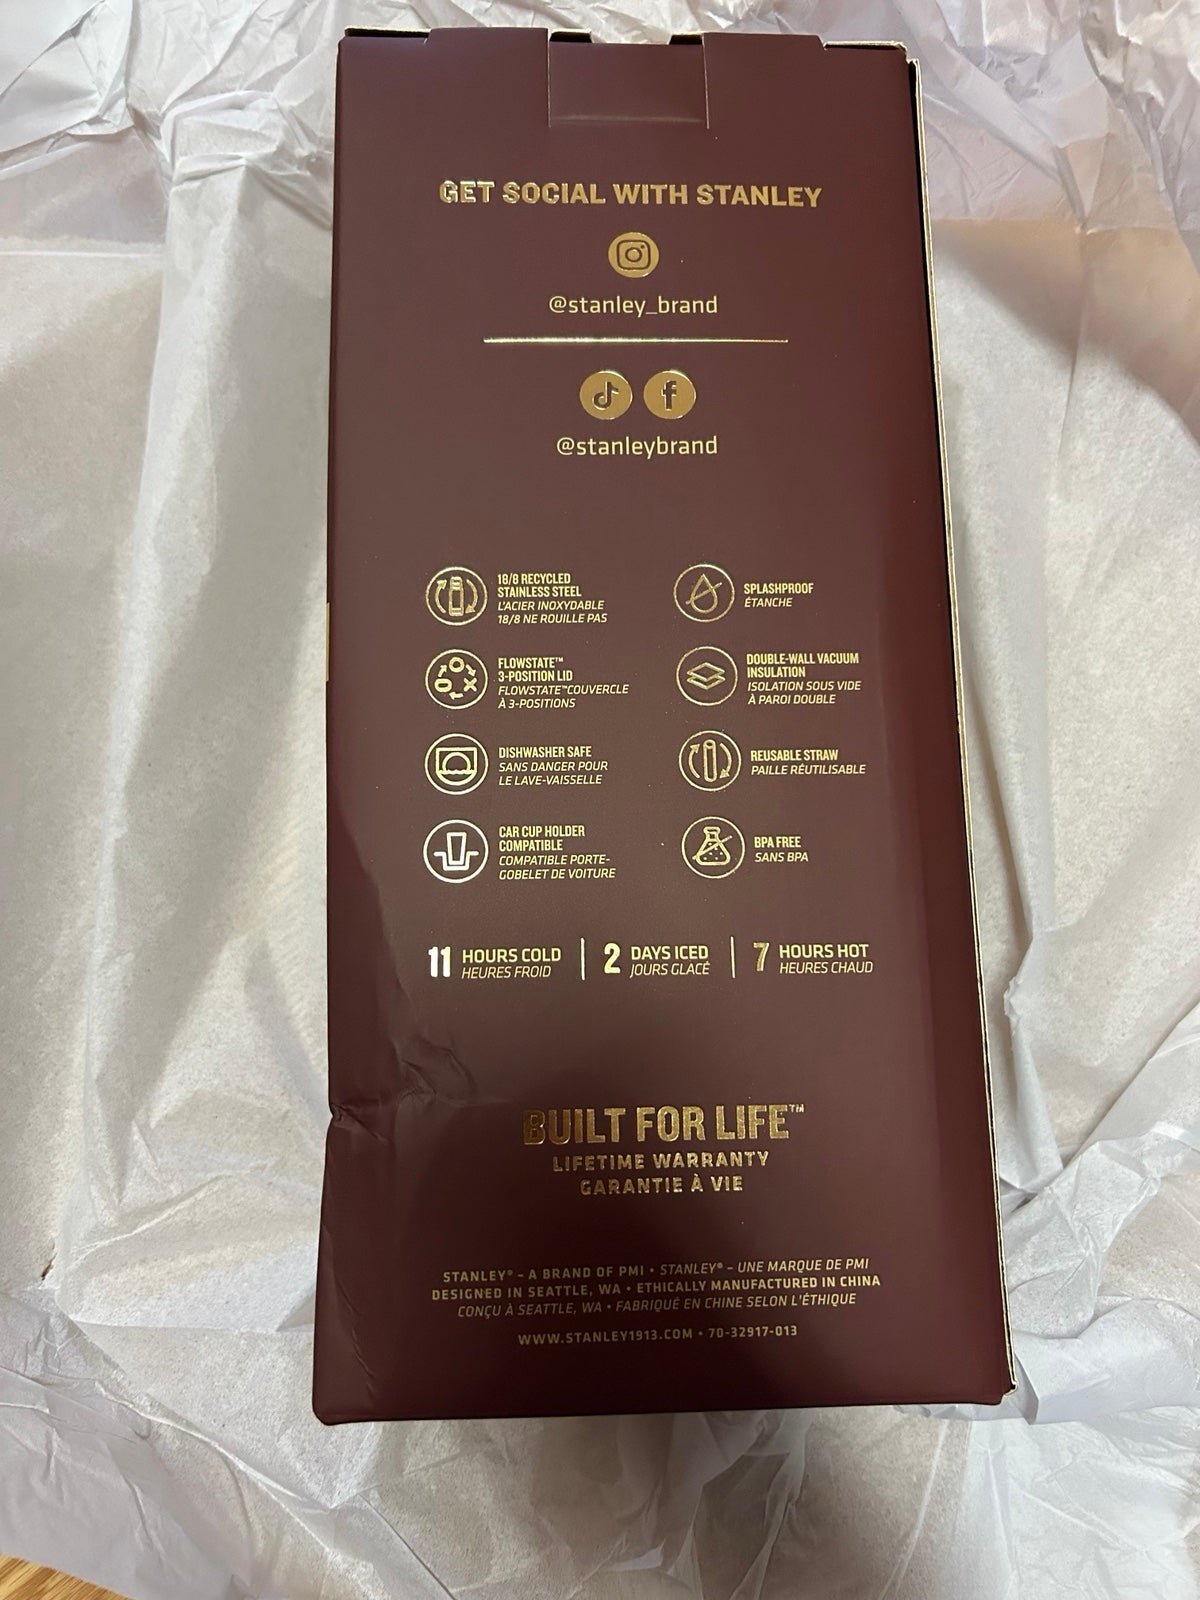 GET SOCIAL WITH STANLEY
@stanley_brand
@stanleybrand
18/8 RECYCLED
STAINLESS STEEL
L'ACIER INOXYDABLE
18/8 NE ROUILLE PAS
SPLASHPROOF
ÉTANCHE
FLOWSTATE™
3-POSITION LID
FLOWSTATE™COUVERCLE
À 3-POSITIONS
DOUBLE-WALL VACUUM
INSULATION
ISOLATION SOUS VIDE
À PAROI DOUBLE
DISHWASHER SAFE
SANS DANGER POUR
LE LAVE-VAISSELLE
REUSABLE STRAW
PAILLE RÉUTILISABLE
CAR CUP HOLDER
COMPATIBLE
COMPATIBLE PORTE-
GOBELET DE VOITURE
BPA FREE
SANS BPA
11 HOURS COLD
HEURES FROID
2 DAYS ICED
JOURS GLACÉ
7 HOURS HOT
HEURES CHAUD
BUILT FOR LIFE™
LIFETIME WARRANTY
GARANTIE À VIE
STANLEY® – A BRAND OF PMI • STANLEY® – UNE MARQUE DE PMI
DESIGNED IN SEATTLE, WA • ETHICALLY MANUFACTURED IN CHINA
CONÇU À SEATTLE, WA • FABRIQUÉ EN CHINE SELON L'ÉTHIQUE
WWW.STANLEY1913.COM • 70-32917-013